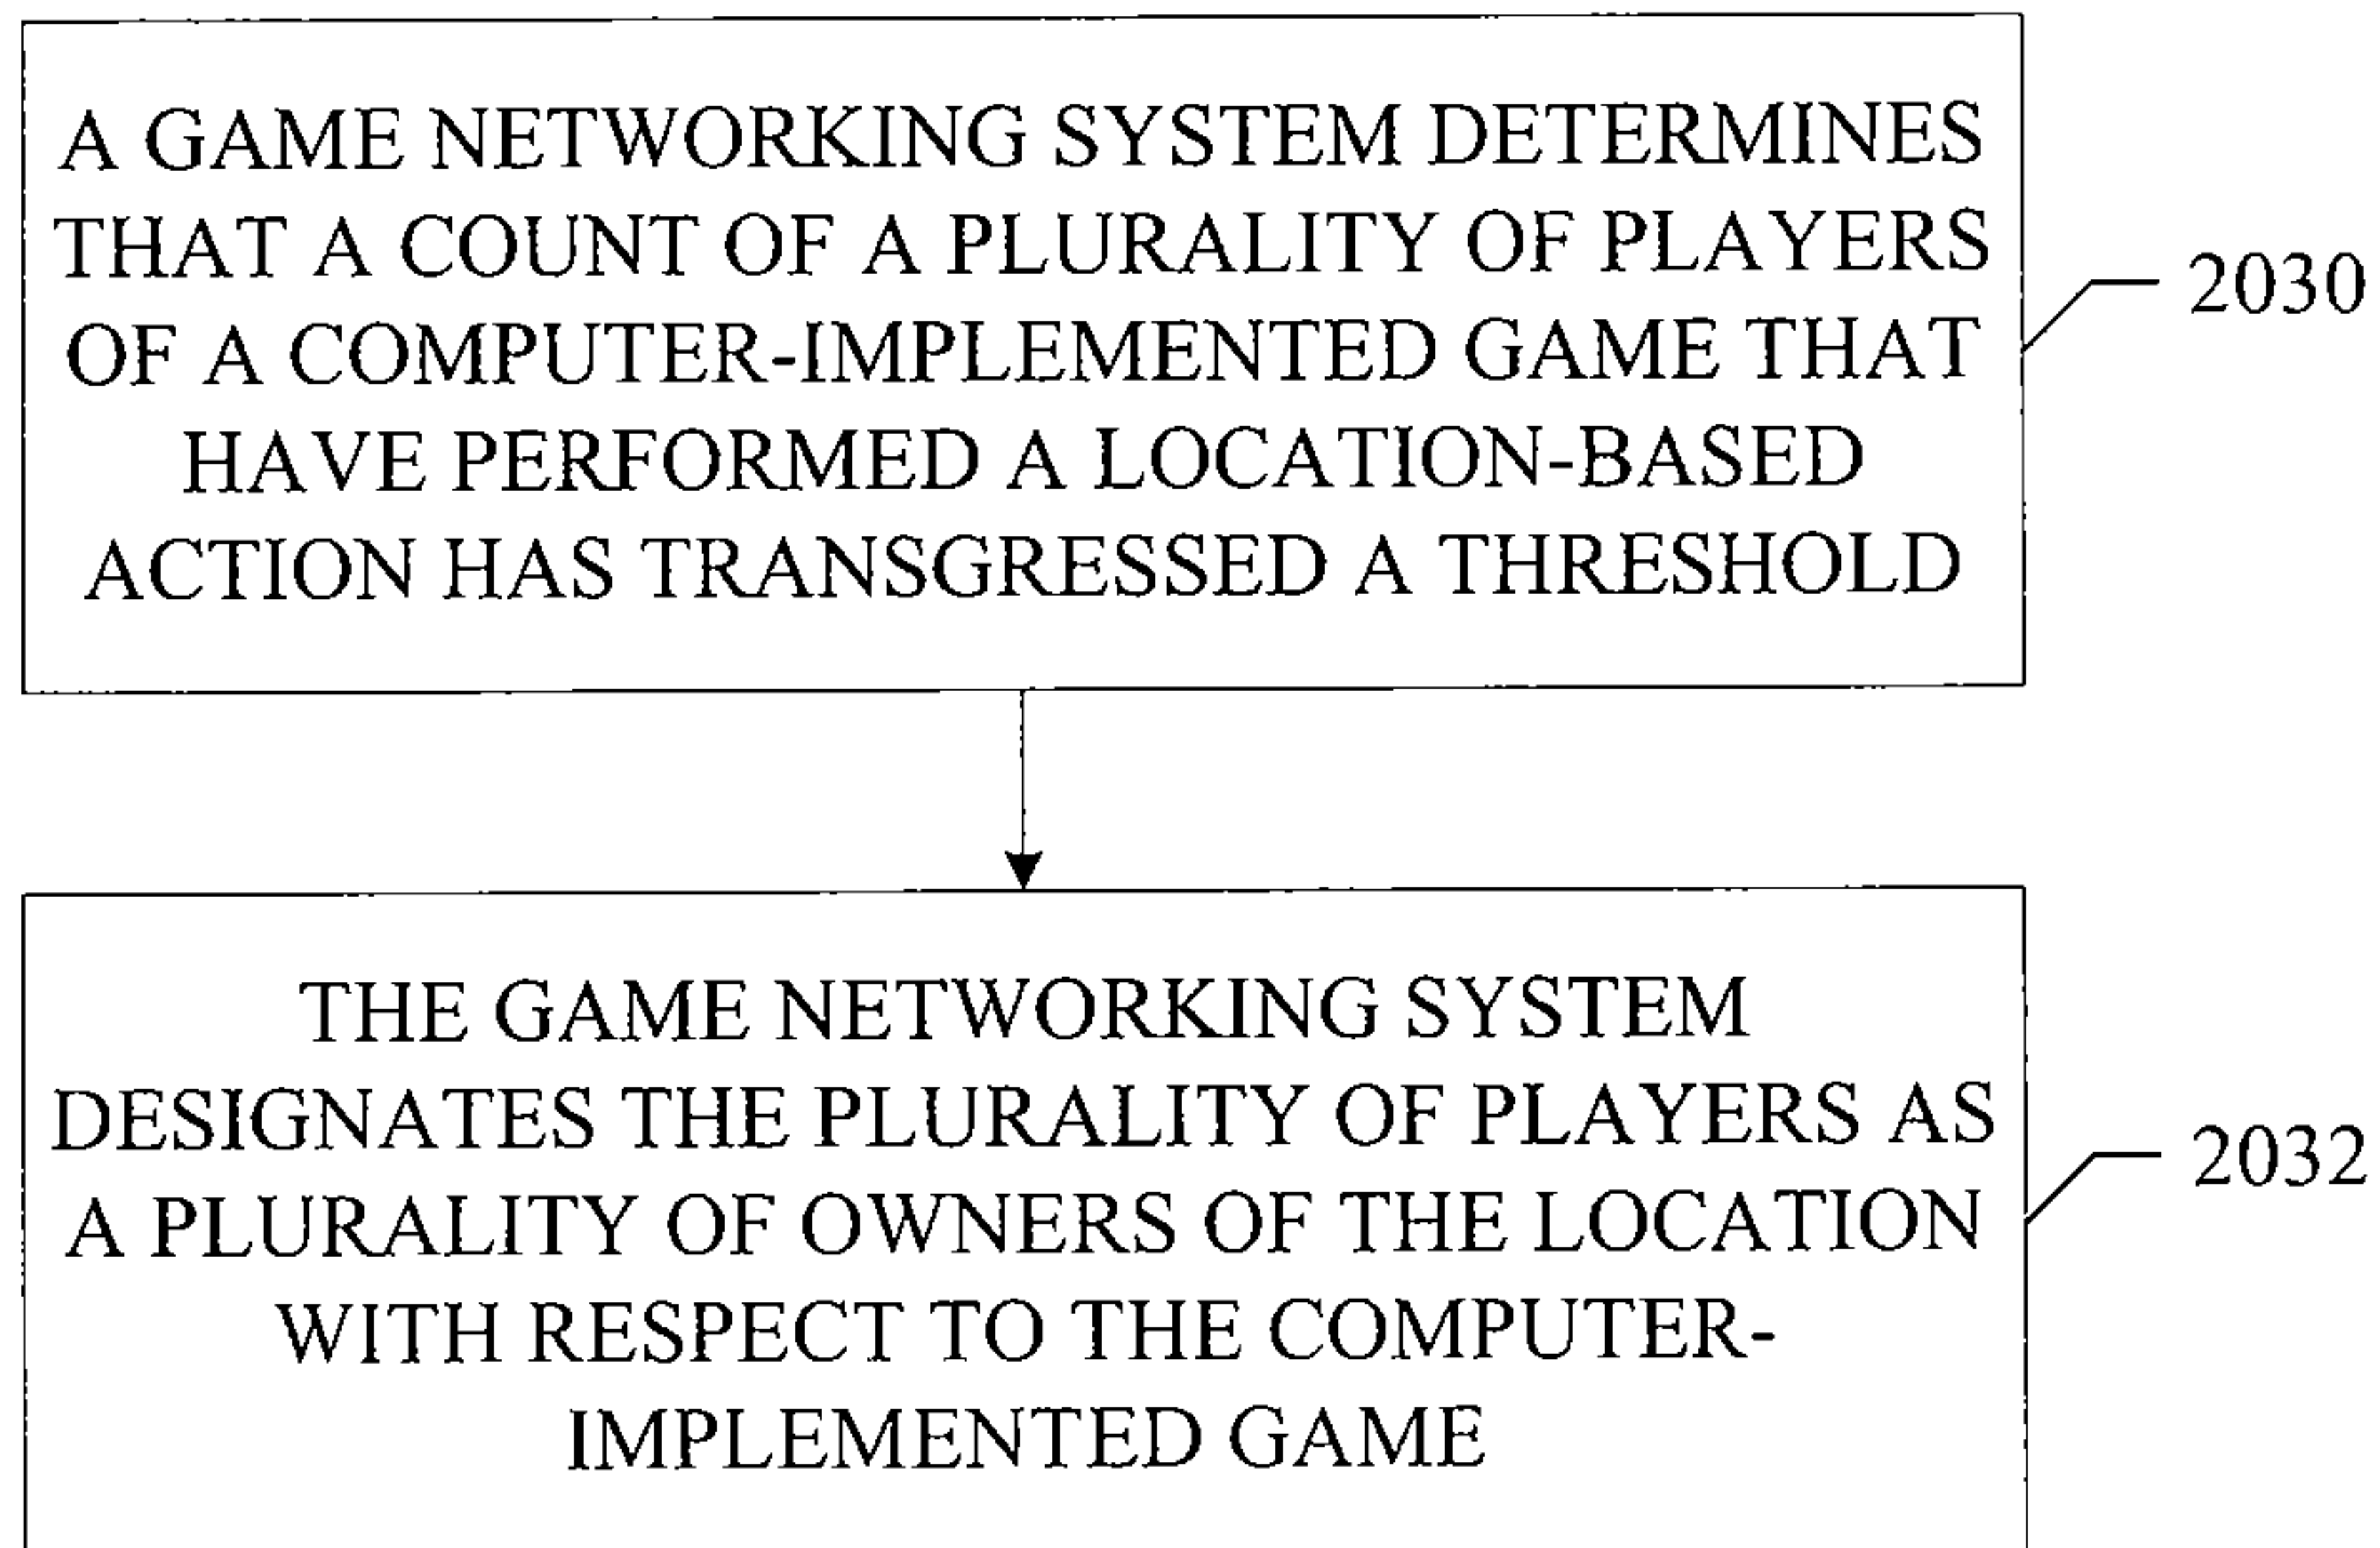 A GAME NETWORKING SYSTEM DETERMINES
THAT A COUNT OF A PLURALITY OF PLAYERS
OF A COMPUTER-IMPLEMENTED GAME THAT
HAVE PERFORMED A LOCATION-BASED
ACTION HAS TRANSGRESSED A THRESHOLD
2030
THE GAME NETWORKING SYSTEM
DESIGNATES THE PLURALITY OF PLAYERS AS
A PLURALITY OF OWNERS OF THE LOCATION
WITH RESPECT TO THE COMPUTER-
IMPLEMENTED GAME
2032